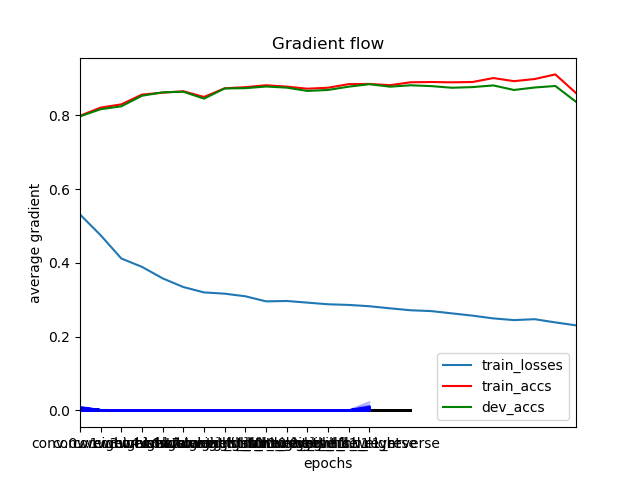 Gradient flow
average gradient
0.8
0.6
0.4
0.2
0.0
train_losses
train_accs
dev_accs
epochs